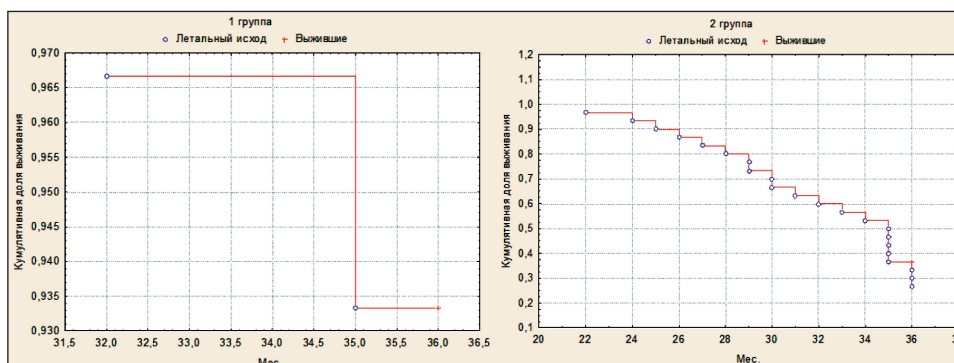 1 группа
Летальный исход Выжившие
Кумулятивная доля выживания
0,970
0,965
0,960
0,955
0,950
0,945
0,940
0,935
0,930
31,5 32,0 32,5 33,0 33,5 34,0 34,5 35,0 35,5 36,0 36,5
2 группа
Летальный исход Выжившие
Кумулятивная доля выживания
1,2
1,1
1,0
0,9
0,8
0,7
0,6
0,5
0,4
0,3
0,2
0,1
20 22 24 26 28 30 32 34 36
Мес.